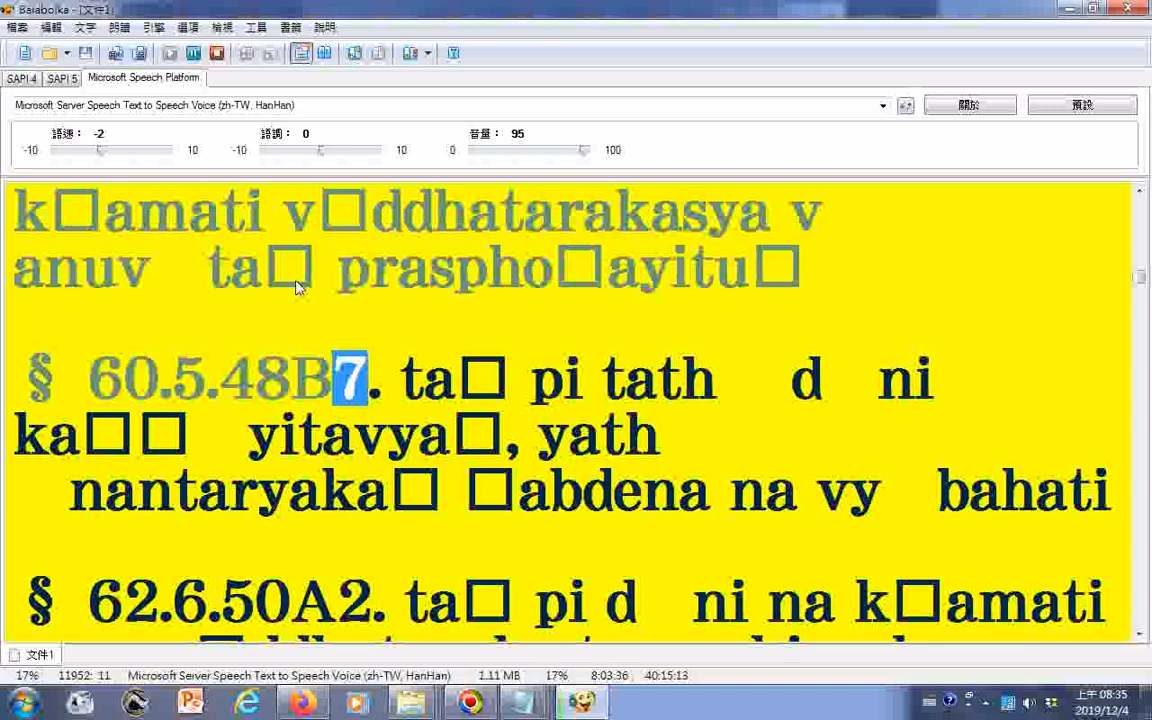 Balabolka - [文件1]
檔案 編輯 文字 朗讀 引擎 選項 檢視 工具 書籤 說明
SAPI 4 SAPI 5 Microsoft Speech Platform
Microsoft Server Speech Text to Speech Voice (zh-TW, HanHan) 關於 預設
語速： -2 語調： 0 音量： 95
-10 10 -10 10 0 100
k□amati v□ddhatarakasya v
anuv ta□ praspho□ayitu□
§ 60.5.48B7. ta□ pi tath d ni
ka□□ yitavya□, yath
nantaryaka□ □abdena na vy bahati
§ 62.6.50A2. ta□ pi d ni na k□amati
文件1
17% 11952: 11 Microsoft Server Speech Text to Speech Voice (zh-TW, HanHan) 1.11 MB 17% 8:03.36 40:15:13
上午 08:35
2019/12/4